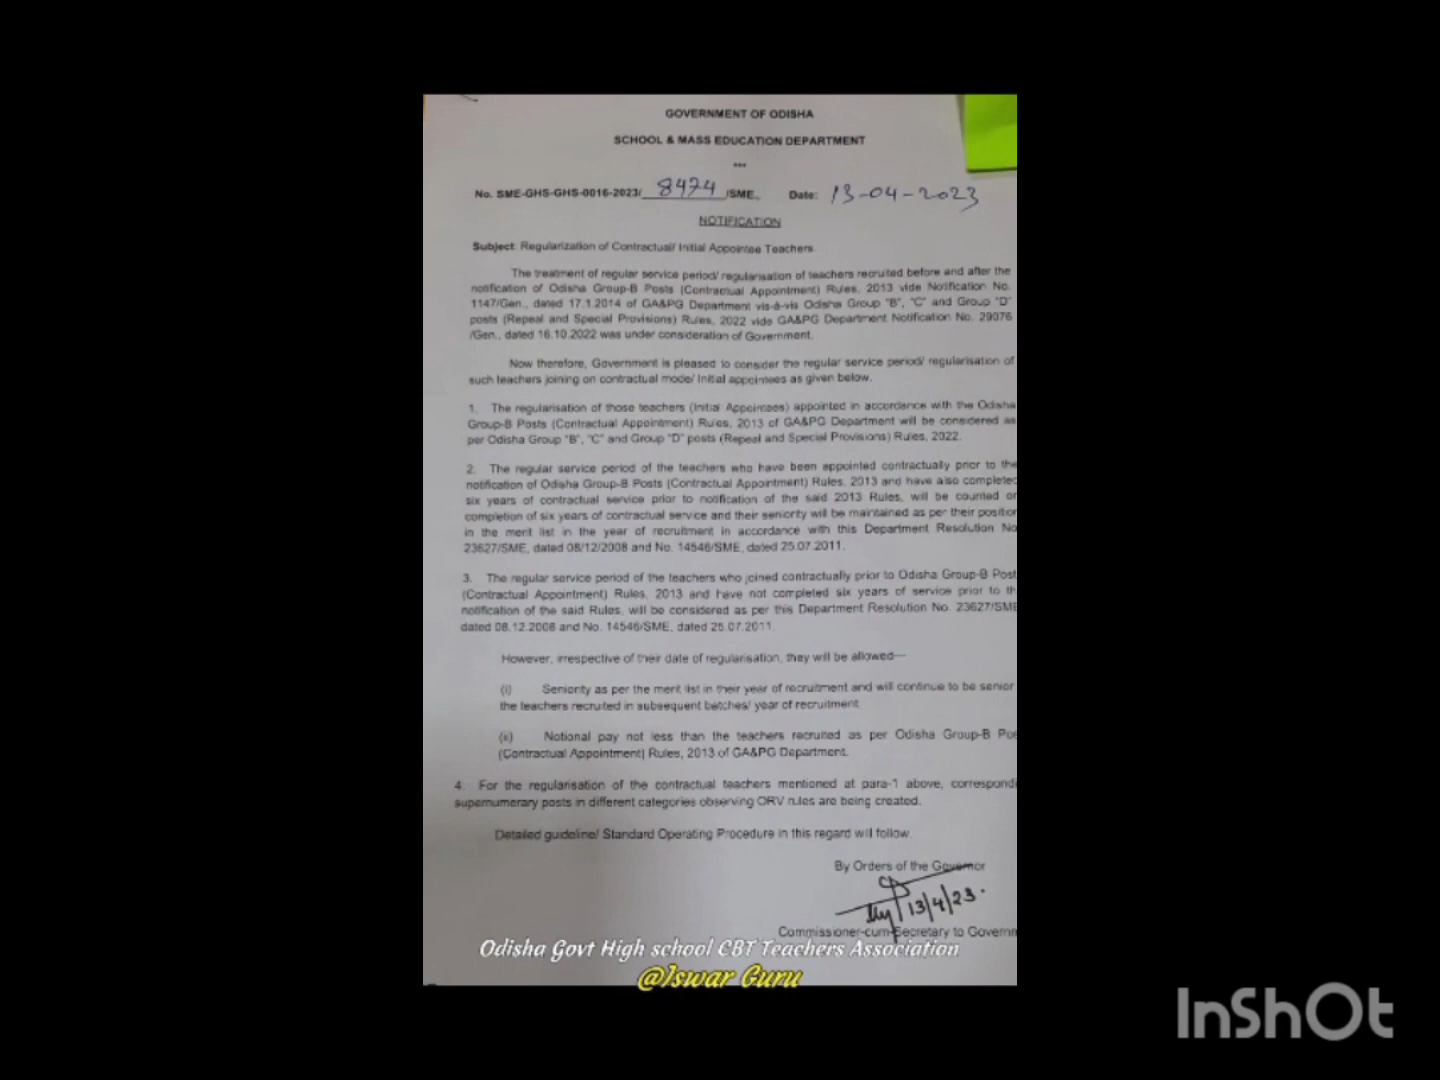 GOVERNMENT OF ODISHA
SCHOOL & MASS EDUCATION DEPARTMENT
***
No. SME-GHS-GHS-0016-2023/ 8474 /SME, Date: 13-04-2023
NOTIFICATION
Subject: Regularization of Contractual/ Initial Appointee Teachers.
The treatment of regular service period/ regularisation of teachers recruited before and after the
notification of Odisha Group-B Posts (Contractual Appointment) Rules, 2013 vide Notification No.
1147/Gen., dated 17.1.2014 of GA&PG Department vis-à-vis Odisha Group "B", "C" and Group "D"
posts (Repeal and Special Provisions) Rules, 2022 vide GA&PG Department Notification No. 29076
/Gen., dated 16.10.2022 was under consideration of Government.
Now therefore, Government is pleased to consider the regular service period/ regularisation of
such teachers joining on contractual mode/ Initial appointees as given below.
1. The regularisation of those teachers (Initial Appointees) appointed in accordance with the Odisha
Group-B Posts (Contractual Appointment) Rules, 2013 of GA&PG Department will be considered as
per Odisha Group "B", "C" and Group "D" posts (Repeal and Special Provisions) Rules, 2022.
2. The regular service period of the teachers who have been appointed contractually prior to the
notification of Odisha Group-B Posts (Contractual Appointment) Rules, 2013 and have also completed
six years of contractual service prior to notification of the said 2013 Rules, will be counted on
completion of six years of contractual service and their seniority will be maintained as per their position
in the merit list in the year of recruitment in accordance with this Department Resolution No
23627/SME, dated 08/12/2008 and No. 14546/SME, dated 25.07.2011.
3. The regular service period of the teachers who joined contractually prior to Odisha Group-B Post
(Contractual Appointment) Rules, 2013 and have not completed six years of service prior to th
notification of the said Rules, will be considered as per this Department Resolution No. 23627/SME
dated 08.12.2008 and No. 14546/SME, dated 25.07.2011.
However, irrespective of their date of regularisation, they will be allowed—
(i) Seniority as per the merit list in their year of recruitment and will continue to be senior
the teachers recruited in subsequent batches/ year of recruitment
(ii) Notional pay not less than the teachers recruited as per Odisha Group-B Pos
(Contractual Appointment) Rules, 2013 of GA&PG Department.
4. For the regularisation of the contractual teachers mentioned at para-1 above, correspondi
supernumerary posts in different categories observing ORV rules are being created.
Detailed guideline/ Standard Operating Procedure in this regard will follow.
By Orders of the Governor
13/4/23.
Commissioner-cum-Secretary to Governm
Odisha Govt High school CBT Teachers Association
@Iswar Guru
InShOt